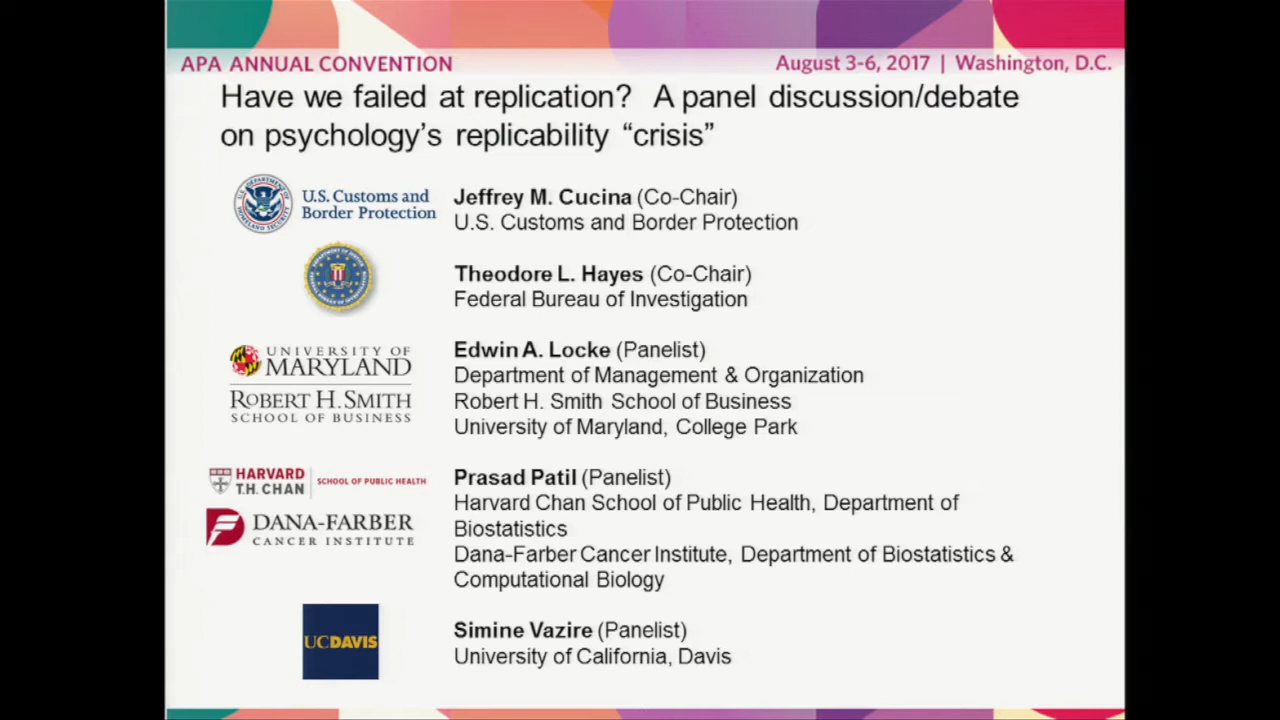 APA ANNUAL CONVENTION
August 3-6, 2017 | Washington, D.C.
Have we failed at replication? A panel discussion/debate
on psychology's replicability “crisis”
U.S. Customs and
Border Protection
Jeffrey M. Cucina (Co-Chair)
U.S. Customs and Border Protection
Theodore L. Hayes (Co-Chair)
Federal Bureau of Investigation
UNIVERSITY OF
MARYLAND
ROBERT H. SMITH
SCHOOL OF BUSINESS
Edwin A. Locke (Panelist)
Department of Management & Organization
Robert H. Smith School of Business
University of Maryland, College Park
HARVARD
T.H. CHAN
SCHOOL OF PUBLIC HEALTH
DANA-FARBER
CANCER INSTITUTE
Prasad Patil (Panelist)
Harvard Chan School of Public Health, Department of
Biostatistics
Dana-Farber Cancer Institute, Department of Biostatistics &
Computational Biology
UCDAVIS
Simine Vazire (Panelist)
University of California, Davis